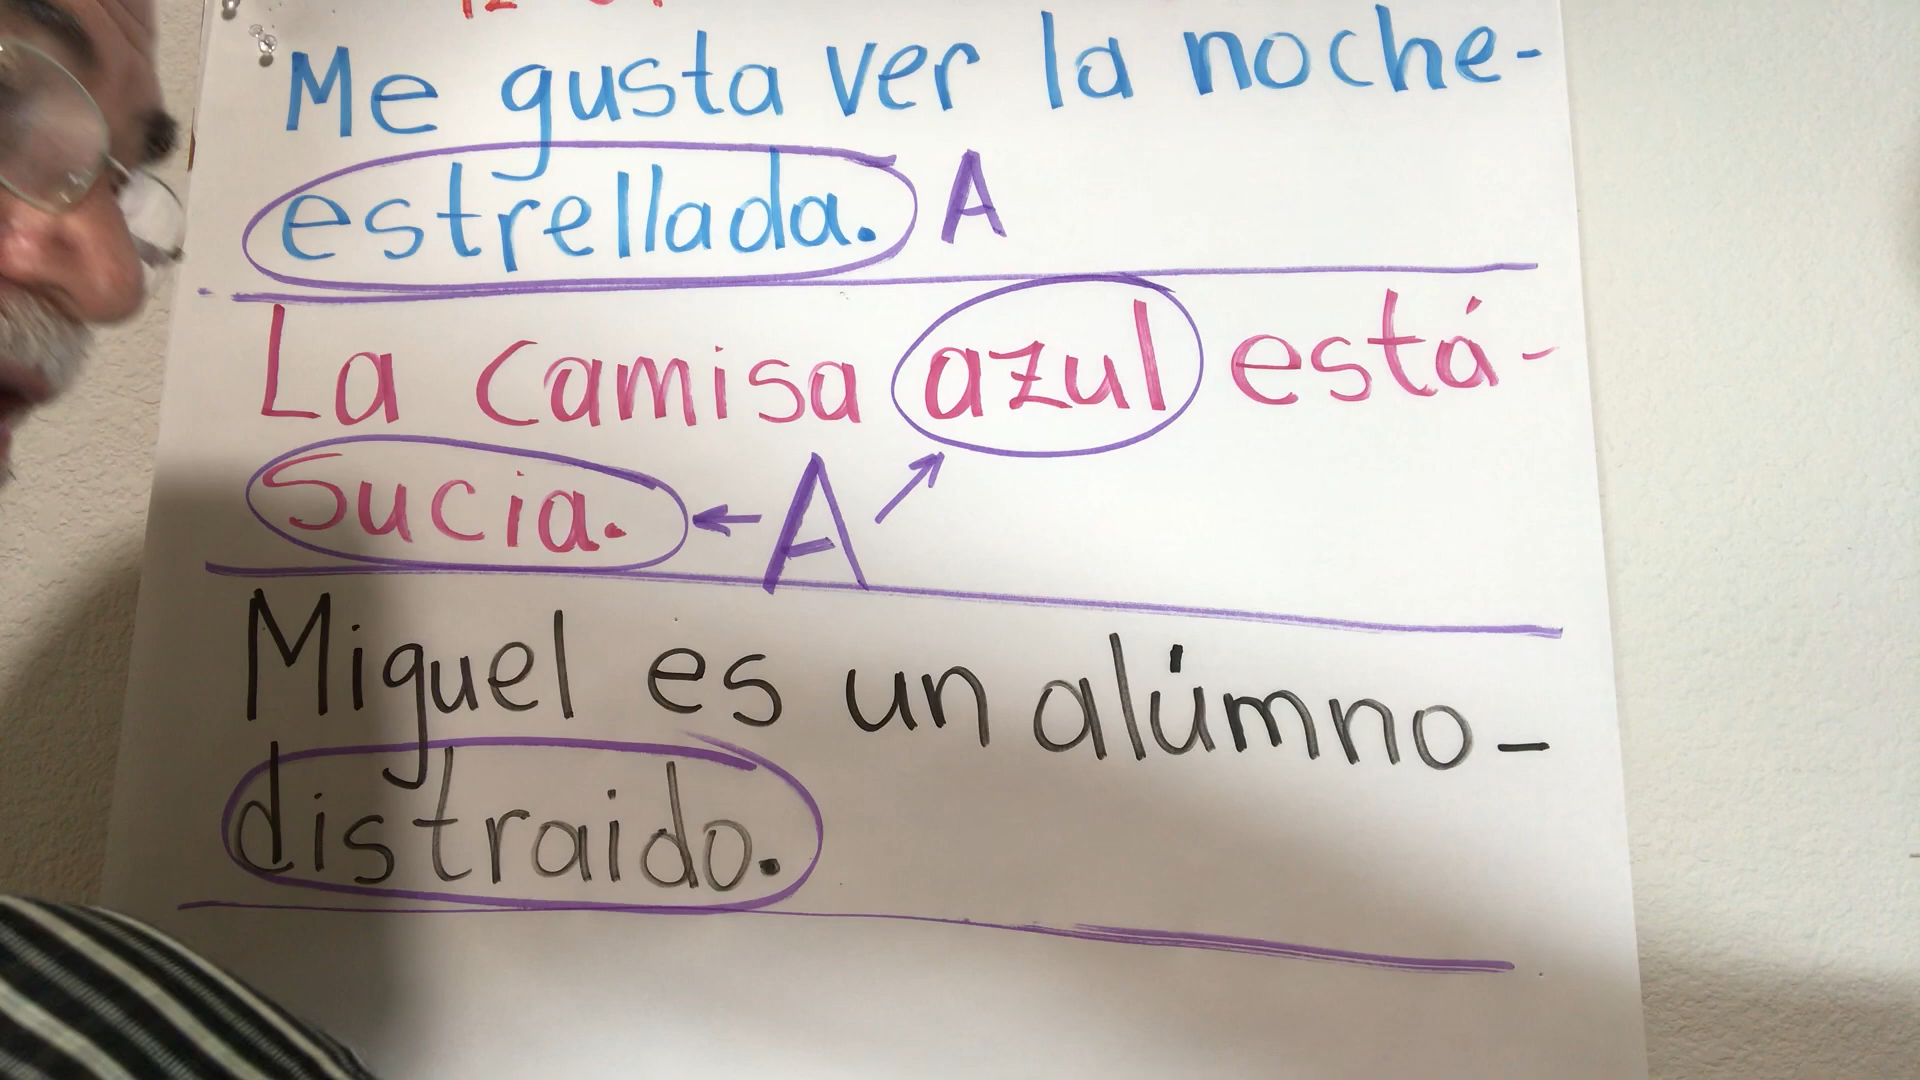 Me gusta ver la noche-
estrellada. A
La camisa azul está-
sucia. A
Miguel es un alúmno-
distraido.